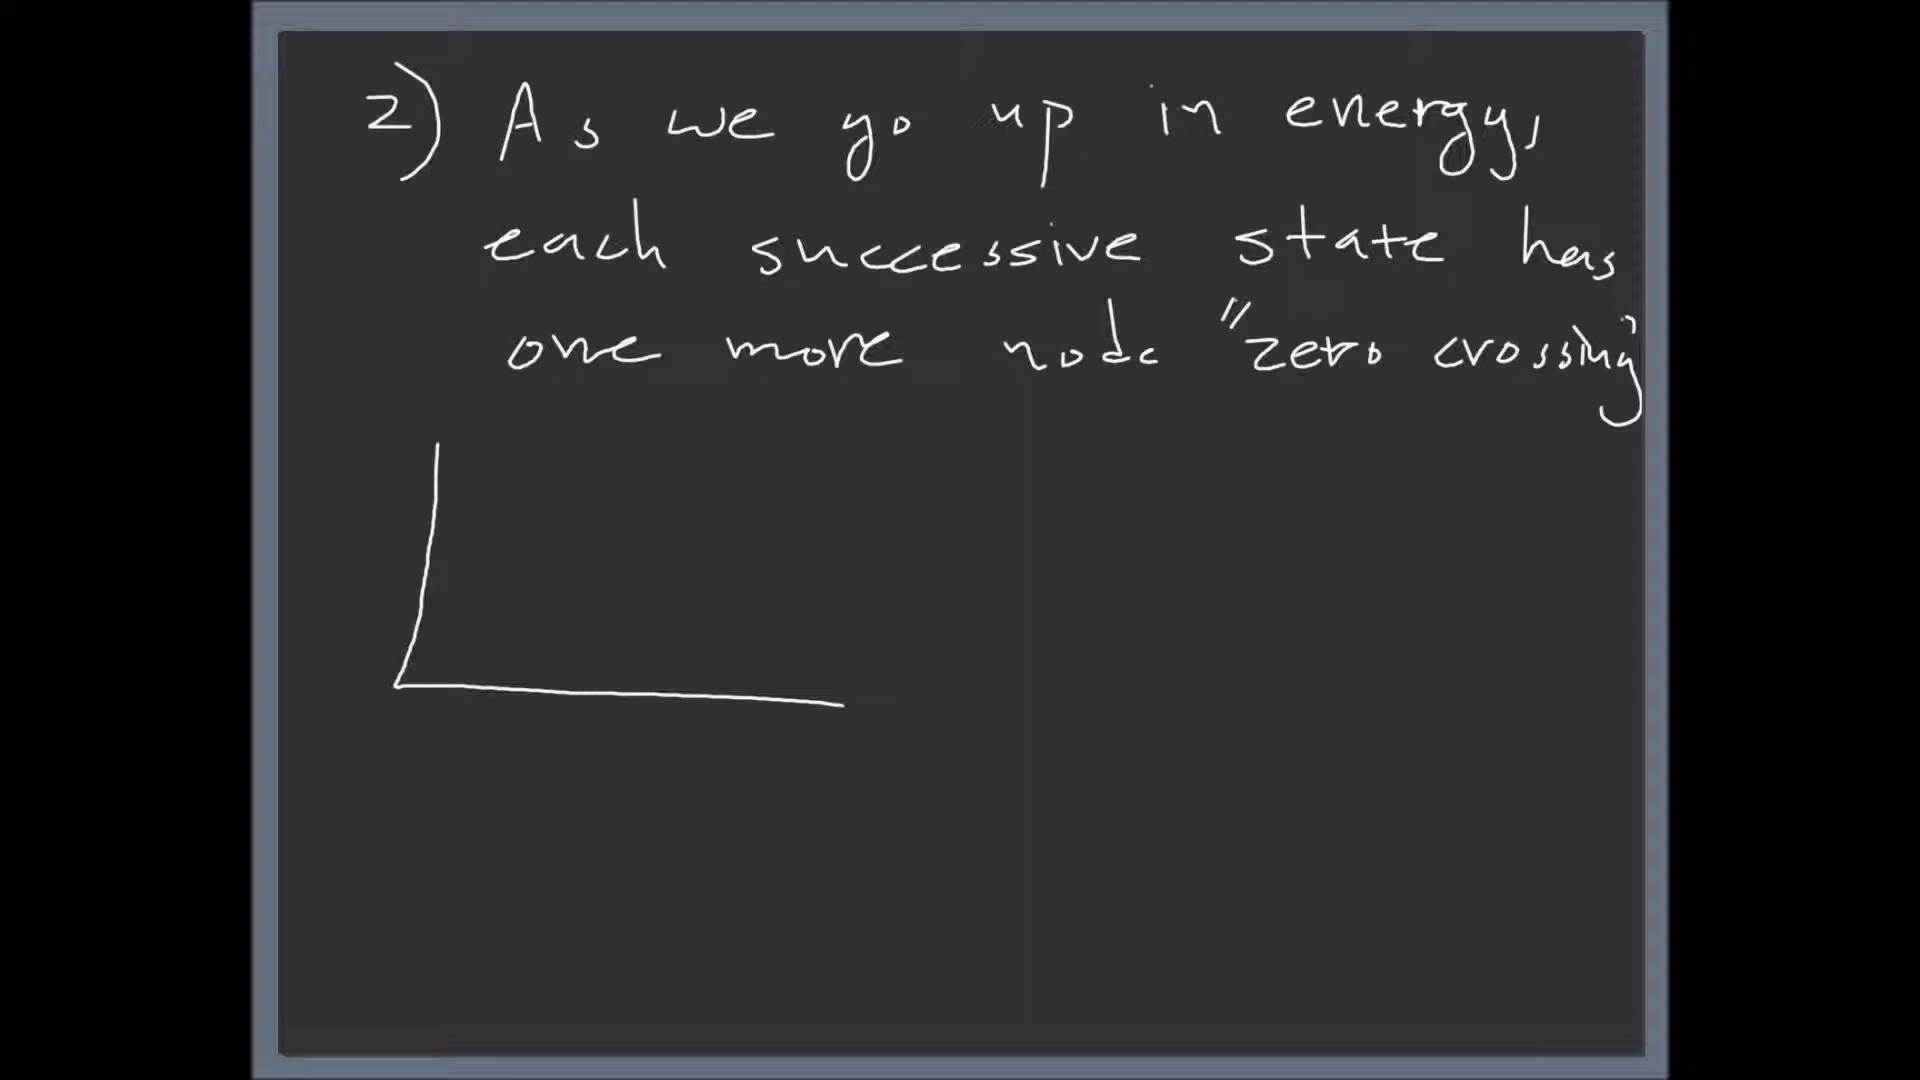 2) As we go up in energy,
each successive state has
one more node "zero crossing"